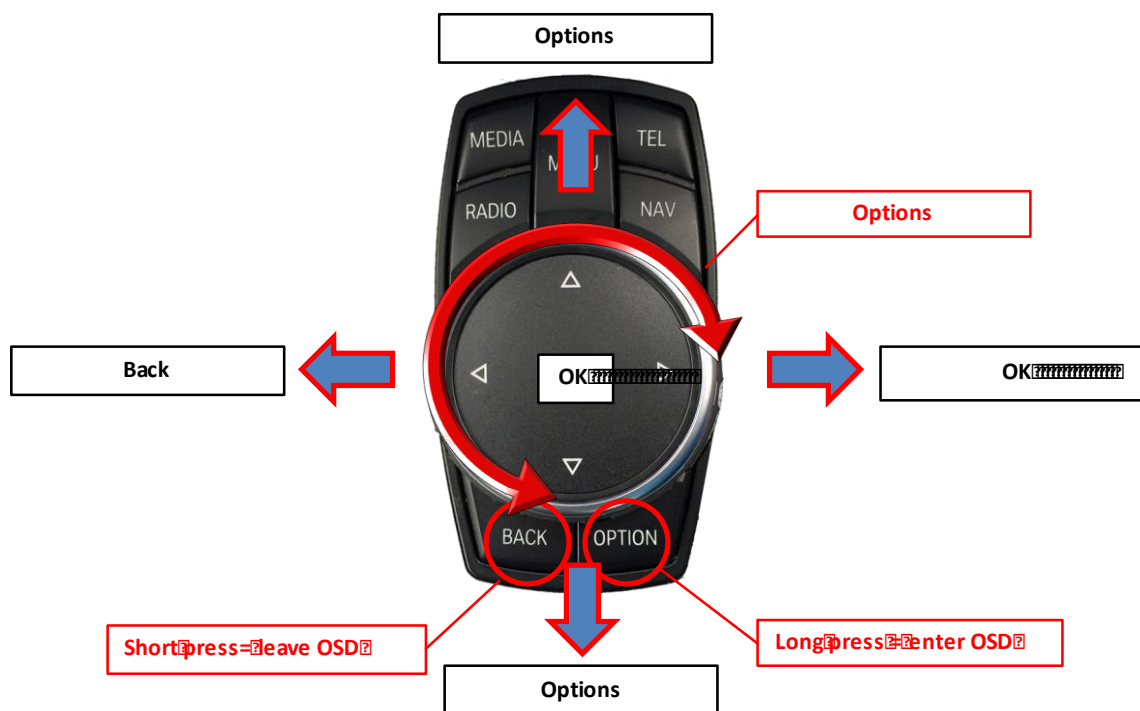 Options
MEDIA
TEL
RADIO
NAV
Options
Back
OK
OK
BACK
OPTION
Short press= leave OSD
Long press = enter OSD
Options